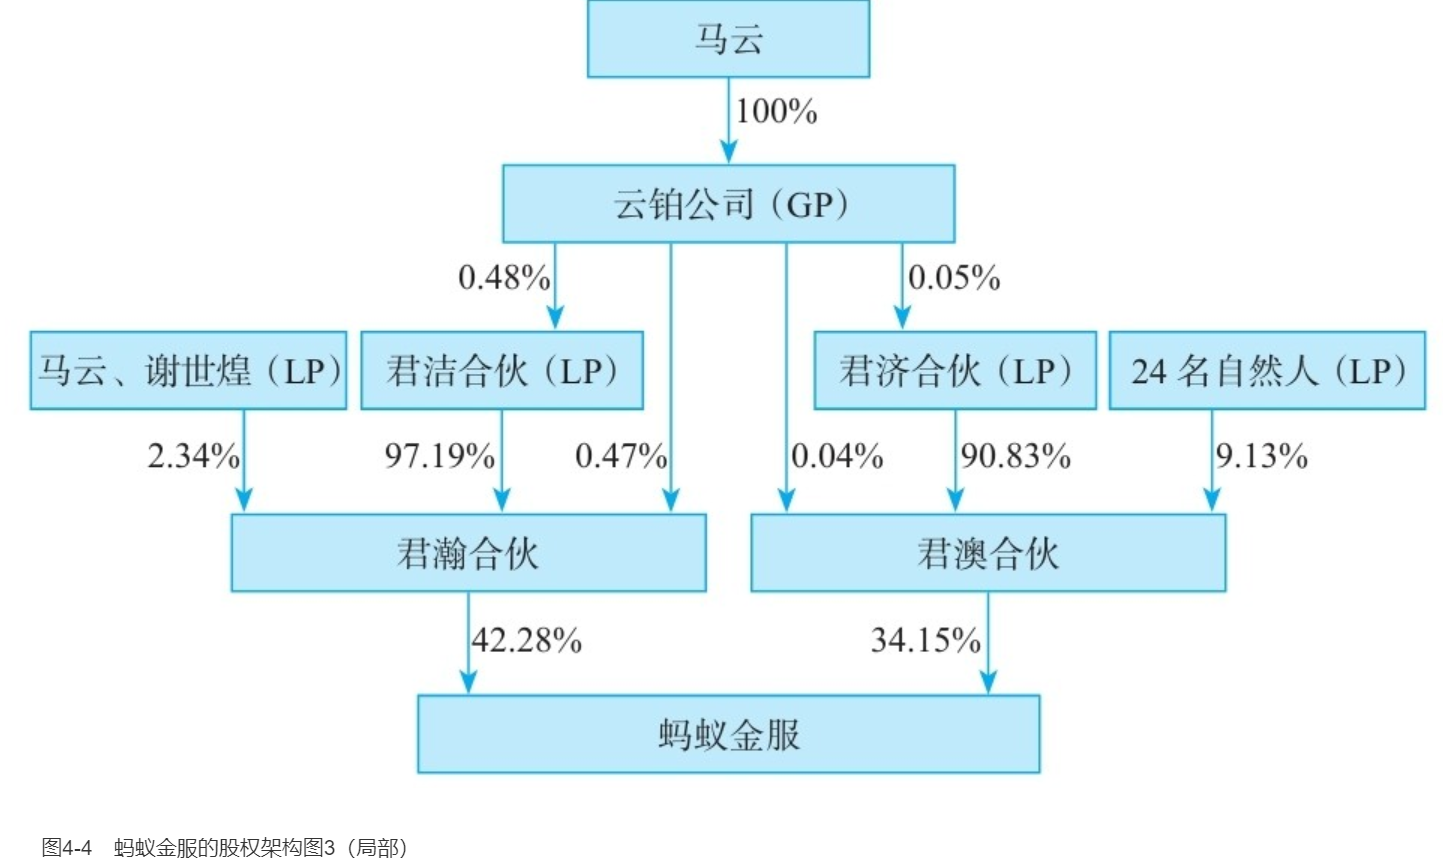 马云
100%
云铂公司（GP）
0.48%
0.05%
马云、谢世煌（LP）
君洁合伙（LP）
君济合伙（LP）
24 名自然人（LP）
2.34%
97.19%
0.47%
0.04%
90.83%
9.13%
君瀚合伙
君澳合伙
42.28%
34.15%
蚂蚁金服
图4-4 蚂蚁金服的股权架构图3（局部）